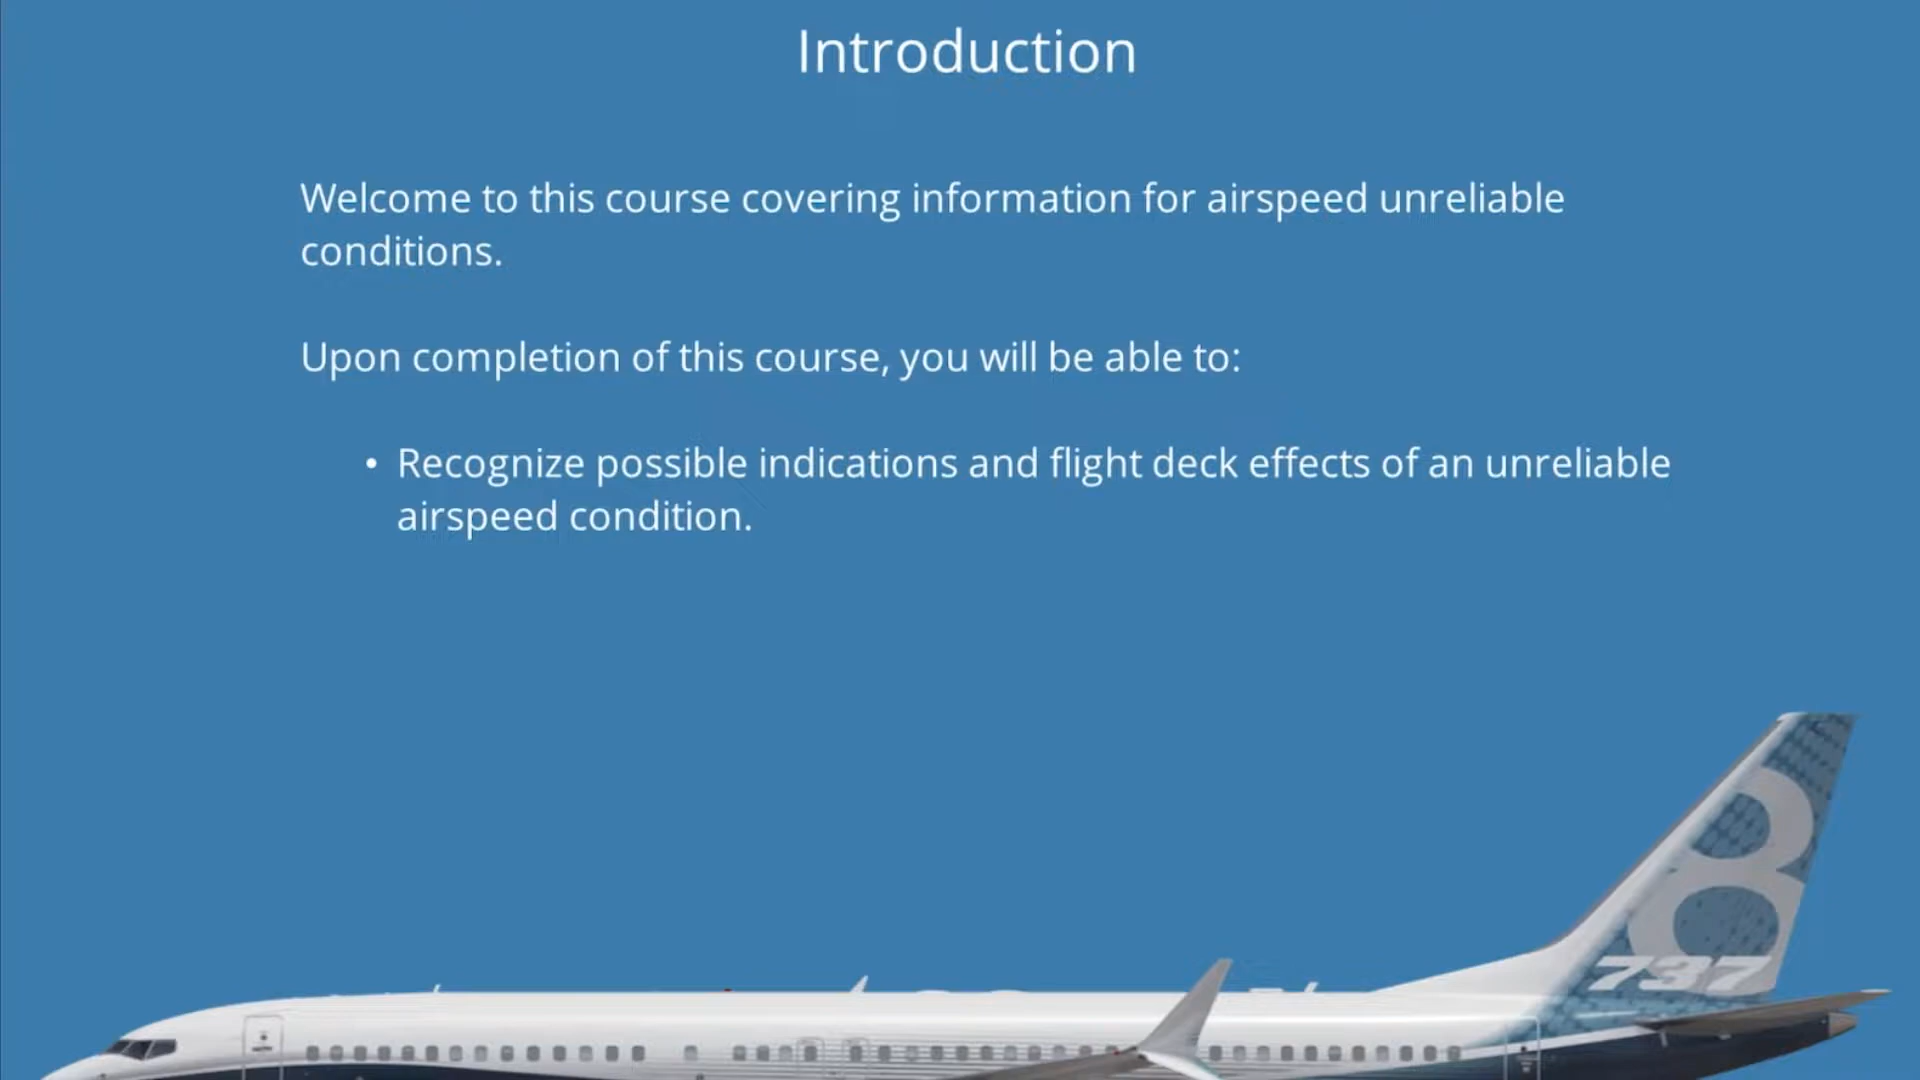 Introduction
Welcome to this course covering information for airspeed unreliable
conditions.
Upon completion of this course, you will be able to:
• Recognize possible indications and flight deck effects of an unreliable
airspeed condition.
8
737